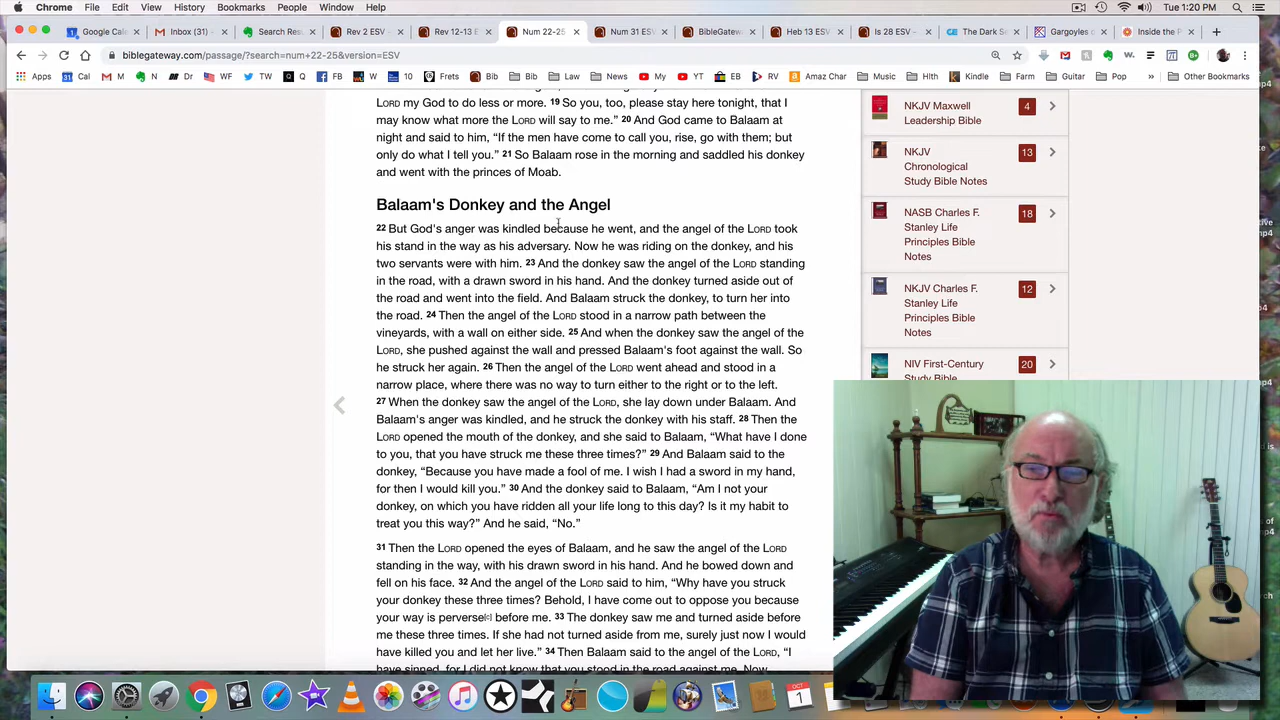 Chrome File Edit View History Bookmarks People Window Help Tue 1:20 PM
Google Cal Inbox (31) - Search Resu Rev 2 ESV - Rev 12-13 E Num 22-25 Num 31 ESV BibleGatew Heb 13 ESV Is 28 ESV - The Dark Se Gargoyles o Inside the P
biblegateway.com/passage/?search=num+22-25&version=ESV
Apps Cal M N Dr WF T Q FB W 10 Frets Bib Bib Law News My YT EB RV Amaz Char Music Hlth Kindle Farm Guitar Pop » Other Bookmarks
LORD my God to do less or more. 19 So you, too, please stay here tonight, that I
may know what more the LORD will say to me.” 20 And God came to Balaam at
night and said to him, “If the men have come to call you, rise, go with them; but
only do what I tell you.” 21 So Balaam rose in the morning and saddled his donkey
and went with the princes of Moab.
Balaam's Donkey and the Angel
22 But God's anger was kindled because he went, and the angel of the LORD took
his stand in the way as his adversary. Now he was riding on the donkey, and his
two servants were with him. 23 And the donkey saw the angel of the LORD standing
in the road, with a drawn sword in his hand. And the donkey turned aside out of
the road and went into the field. And Balaam struck the donkey, to turn her into
the road. 24 Then the angel of the LORD stood in a narrow path between the
vineyards, with a wall on either side. 25 And when the donkey saw the angel of the
LORD, she pushed against the wall and pressed Balaam's foot against the wall. So
he struck her again. 26 Then the angel of the LORD went ahead and stood in a
narrow place, where there was no way to turn either to the right or to the left.
27 When the donkey saw the angel of the LORD, she lay down under Balaam. And
Balaam's anger was kindled, and he struck the donkey with his staff. 28 Then the
LORD opened the mouth of the donkey, and she said to Balaam, “What have I done
to you, that you have struck me these three times?” 29 And Balaam said to the
donkey, “Because you have made a fool of me. I wish I had a sword in my hand,
for then I would kill you.” 30 And the donkey said to Balaam, “Am I not your
donkey, on which you have ridden all your life long to this day? Is it my habit to
treat you this way?” And he said, “No.”
31 Then the LORD opened the eyes of Balaam, and he saw the angel of the LORD
standing in the way, with his drawn sword in his hand. And he bowed down and
fell on his face. 32 And the angel of the LORD said to him, “Why have you struck
your donkey these three times? Behold, I have come out to oppose you because
your way is perverse[c] before me. 33 The donkey saw me and turned aside before
me these three times. If she had not turned aside from me, surely just now I would
have killed you and let her live.” 34 Then Balaam said to the angel of the LORD, “I
have sinned, for I did not know that you stood in the road against me. Now
NKJV Maxwell 4
Leadership Bible
NKJV 13
Chronological
Study Bible Notes
NASB Charles F. 18
Stanley Life
Principles Bible
Notes
NKJV Charles F. 12
Stanley Life
Principles Bible
Notes
NIV First-Century 20
Study Bible